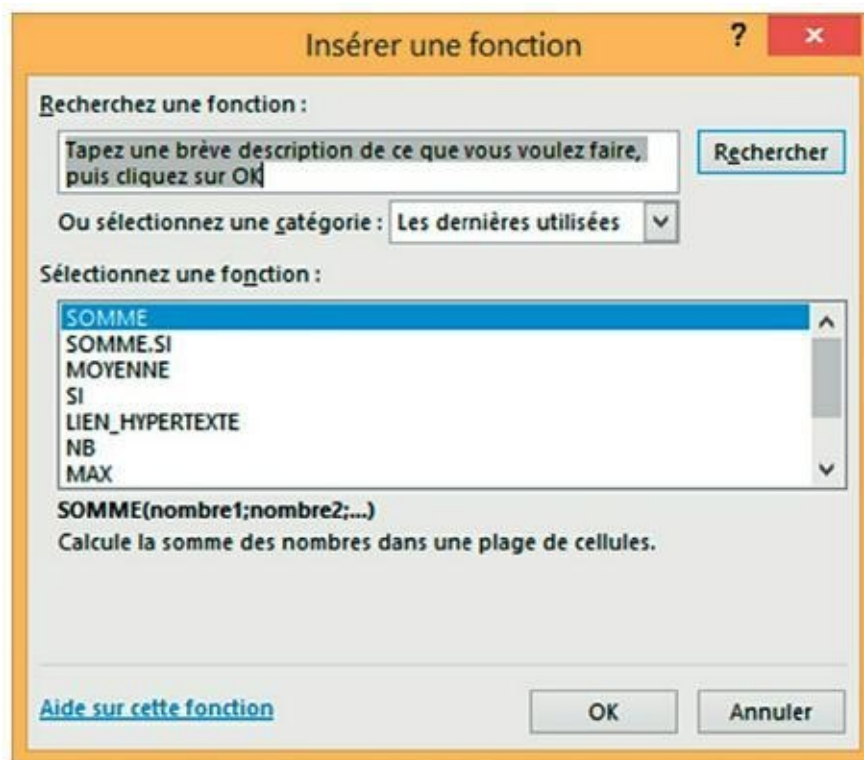 Insérer une fonction
?
×
Recherchez une fonction :
Tapez une brève description de ce que vous voulez faire,
puis cliquez sur OK
Rechercher
Ou sélectionnez une catégorie : Les dernières utilisées
Sélectionnez une fonction :
SOMME
SOMME.SI
MOYENNE
SI
LIEN_HYPERTEXTE
NB
MAX
SOMME(nombre1;nombre2;...)
Calcule la somme des nombres dans une plage de cellules.
Aide sur cette fonction
OK
Annuler